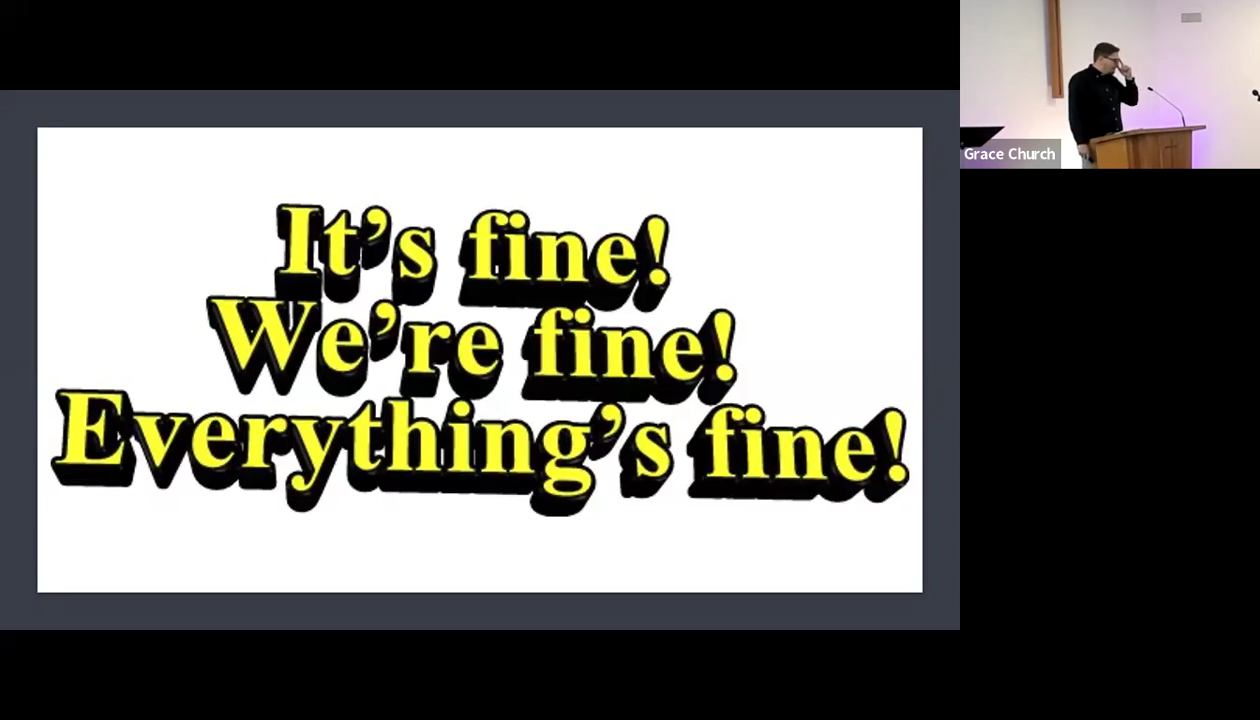 It’s fine!
We’re fine!
Everything’s fine!
Grace Church